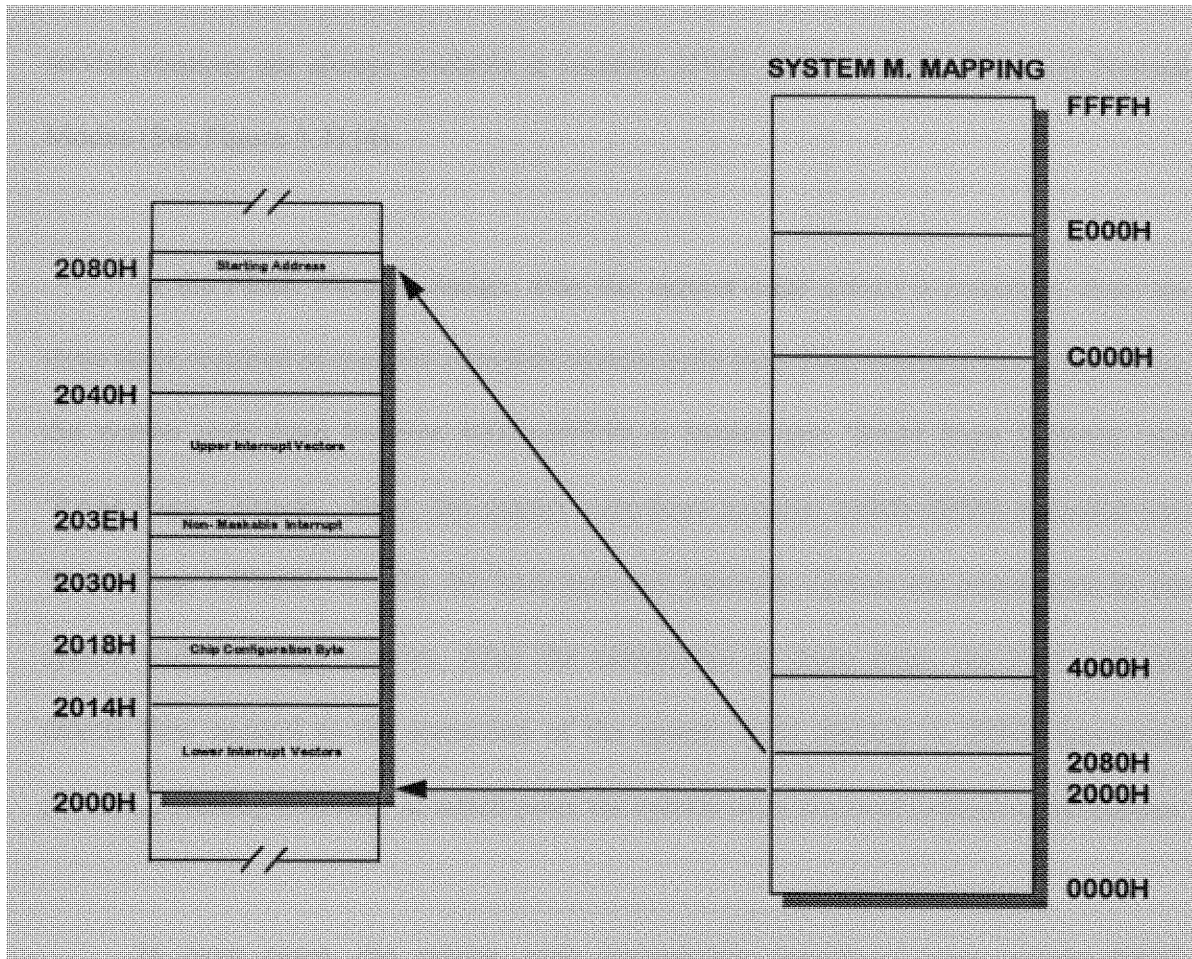 SYSTEM M. MAPPING
FFFFH
E000H
C000H
4000H
2080H
2000H
0000H
2080H
Starting Address
2040H
Upper Interrupt Vectors
203EH
Non- Maskable Interrupt
2030H
2018H
Chip Configuration Byte
2014H
Lower Interrupt Vectors
2000H